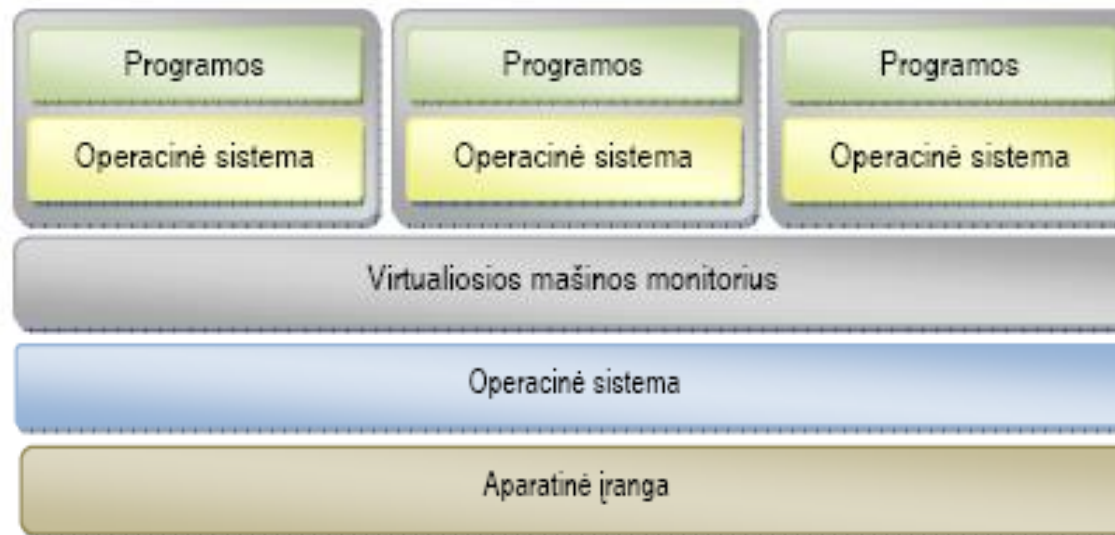 Programos
Programos
Programos
Operacinė sistema
Operacinė sistema
Operacinė sistema
Virtualiosios mašinos monitorius
Operacinė sistema
Aparatinė įranga